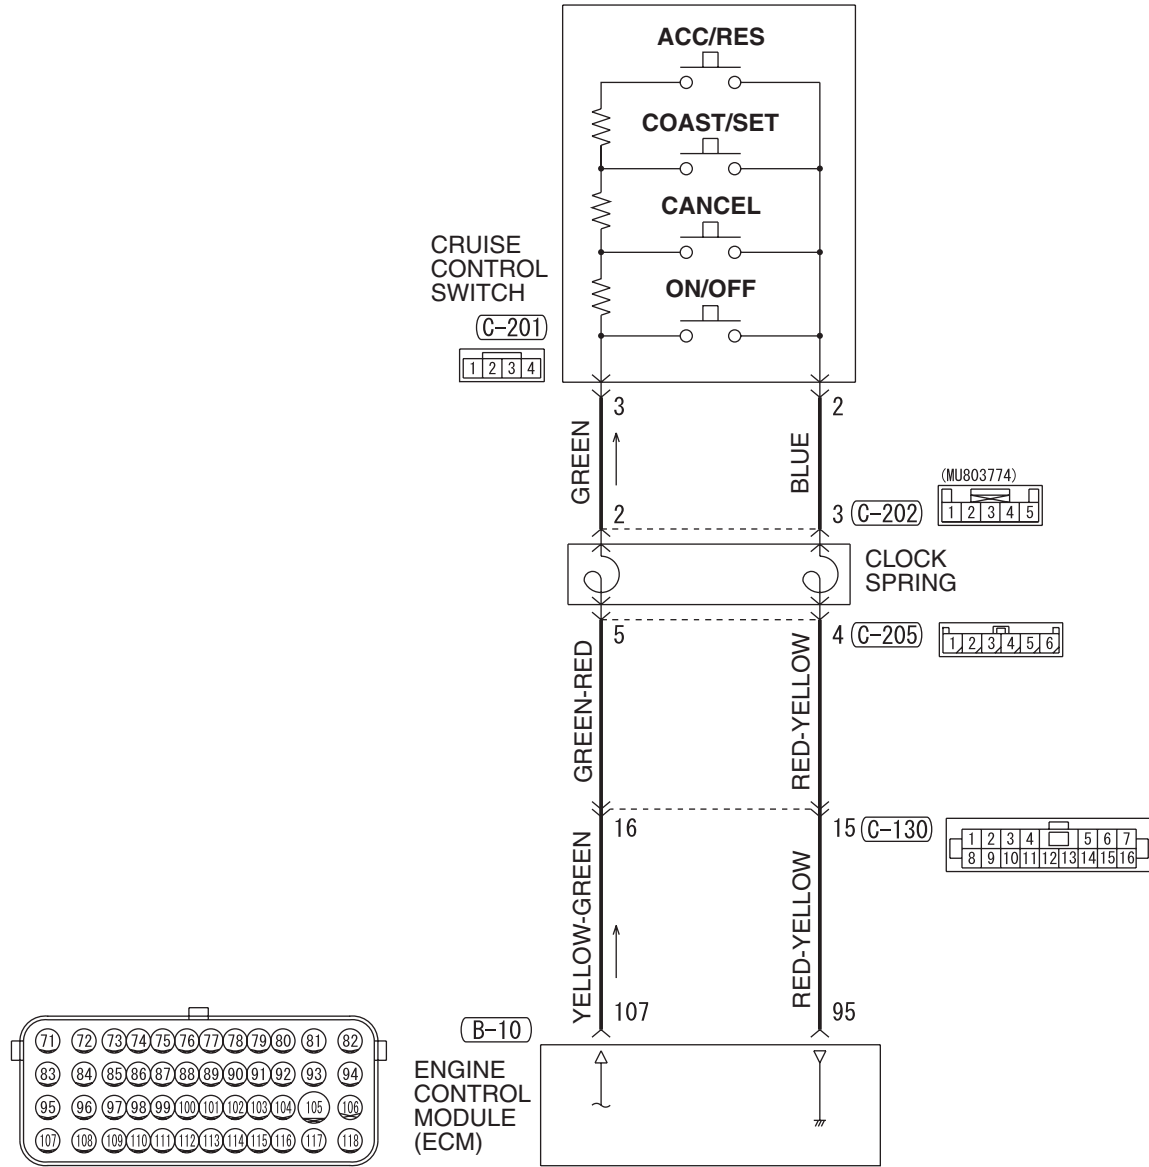 ACC/RES
COAST/SET
CANCEL
ON/OFF
CRUISE
CONTROL
SWITCH
C-201
1 2 3 4
3
2
GREEN
BLUE
(MU803774)
2
3
C-202
1 2 3 4 5
CLOCK
SPRING
5
4
C-205
1 2 3 4 5 6
GREEN-RED
RED-YELLOW
16
15
C-130
1 2 3 4 5 6 7
8 9 10 11 12 13 14 15 16
YELLOW-GREEN
RED-YELLOW
107
95
B-10
ENGINE
CONTROL
MODULE
(ECM)
71 72 73 74 75 76 77 78 79 80 81 82
83 84 85 86 87 88 89 90 91 92 93 94
95 96 97 98 99 100 101 102 103 104 105 106
107 108 109 110 111 112 113 114 115 116 117 118